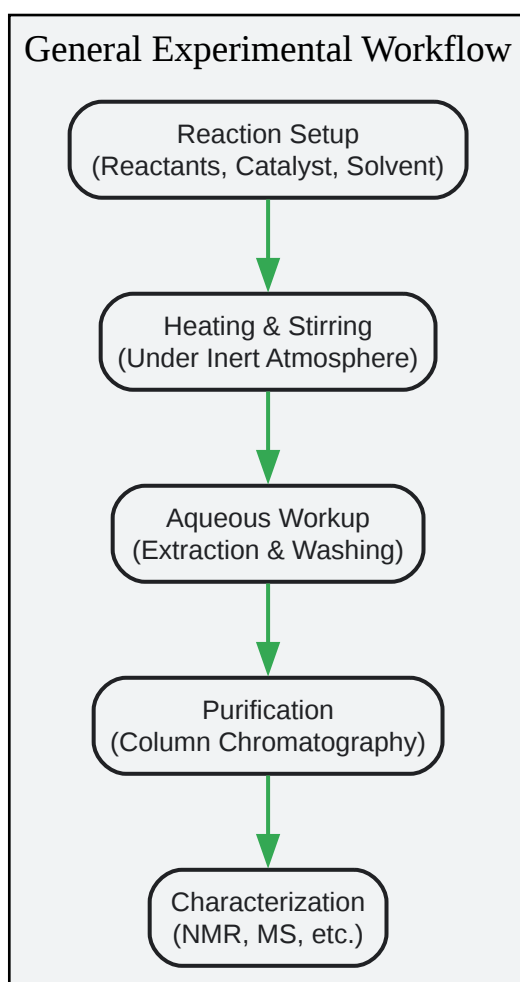 General Experimental Workflow
Reaction Setup
(Reactants, Catalyst, Solvent)
Heating & Stirring
(Under Inert Atmosphere)
Aqueous Workup
(Extraction & Washing)
Purification
(Column Chromatography)
Characterization
(NMR, MS, etc.)